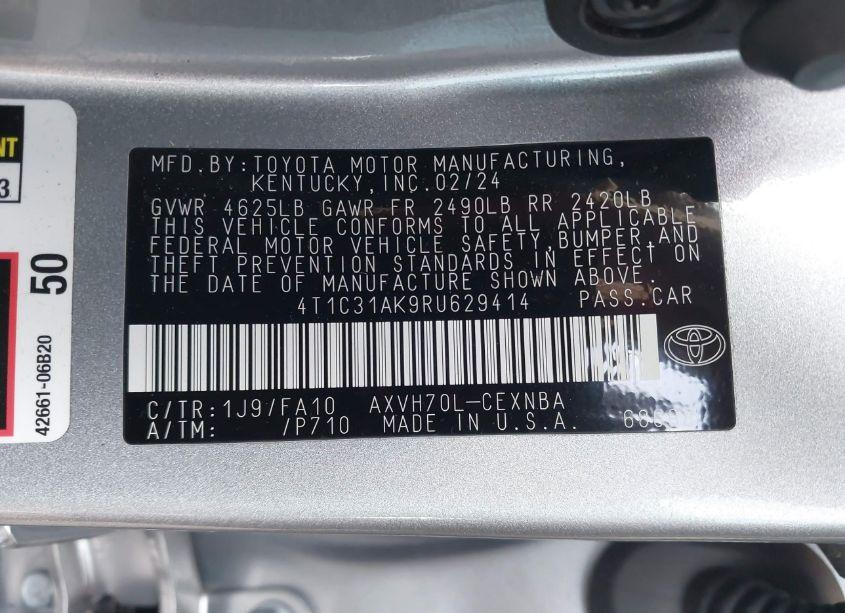 MFD.BY:TOYOTA MOTOR MANUFACTURING,
KENTUCKY,INC.02/24
GVWR 4625LB GAWR FR 2490LB RR 2420LB
THIS VEHICLE CONFORMS TO ALL APPLICABLE
FEDERAL MOTOR VEHICLE SAFETY,BUMPER,AND
THEFT PREVENTION STANDARDS IN EFFECT ON
THE DATE OF MANUFACTURE SHOWN ABOVE.
4T1C31AK9RU629414 PASS.CAR
C/TR:1J9/FA10 AXVH70L-CEXNBA
A/TM: /P710 MADE IN U.S.A.
50
42661-06B20
3